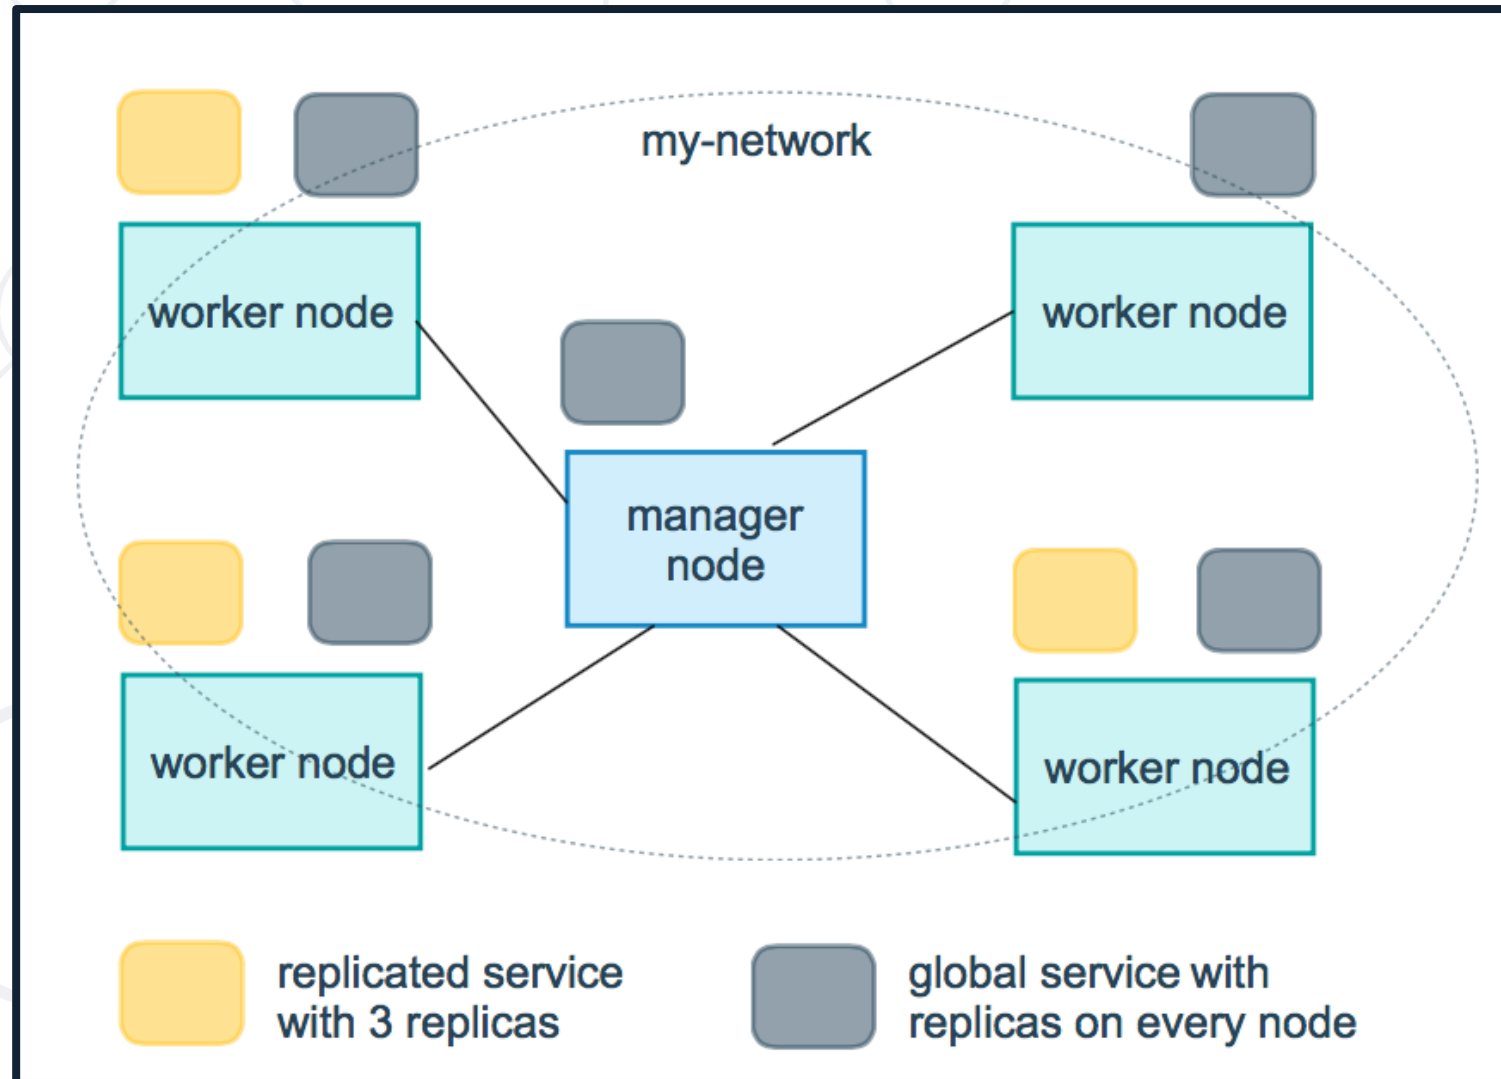 my-network
worker node
worker node
manager
node
worker node
worker node
replicated service
with 3 replicas
global service with
replicas on every node